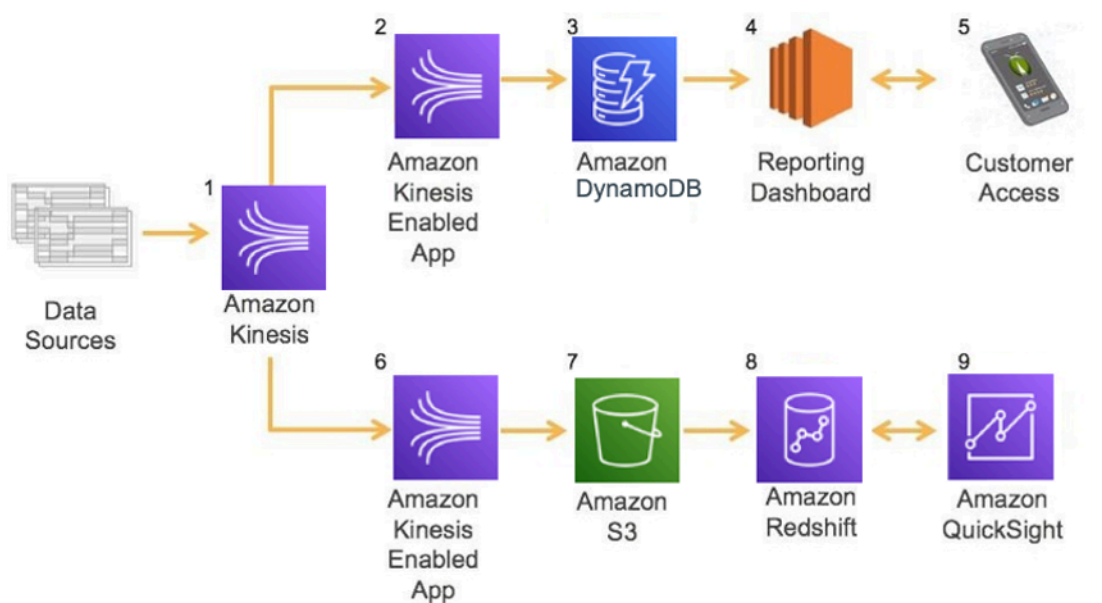 Data
Sources
1
Amazon
Kinesis
2
Amazon
Kinesis
Enabled
App
3
Amazon
DynamoDB
4
Reporting
Dashboard
5
Customer
Access
6
Amazon
Kinesis
Enabled
App
7
Amazon
S3
8
Amazon
Redshift
9
Amazon
QuickSight